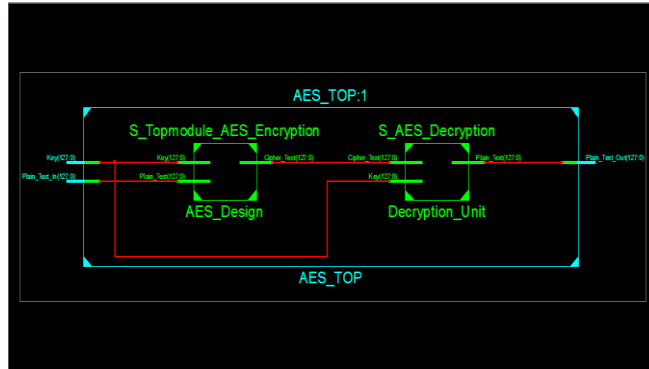 AES_TOP:1
S_Topmodule_AES_Encryption
S_AES_Decryption
Key(127:0)
Key(127:0)
Cipher_Text(127:0)
Cipher_Text(127:0)
Plain_Text(127:0)
Plain_Text_Out(127:0)
Plain_Text_In(127:0)
Plain_Text(127:0)
Key(127:0)
AES_Design
Decryption_Unit
AES_TOP